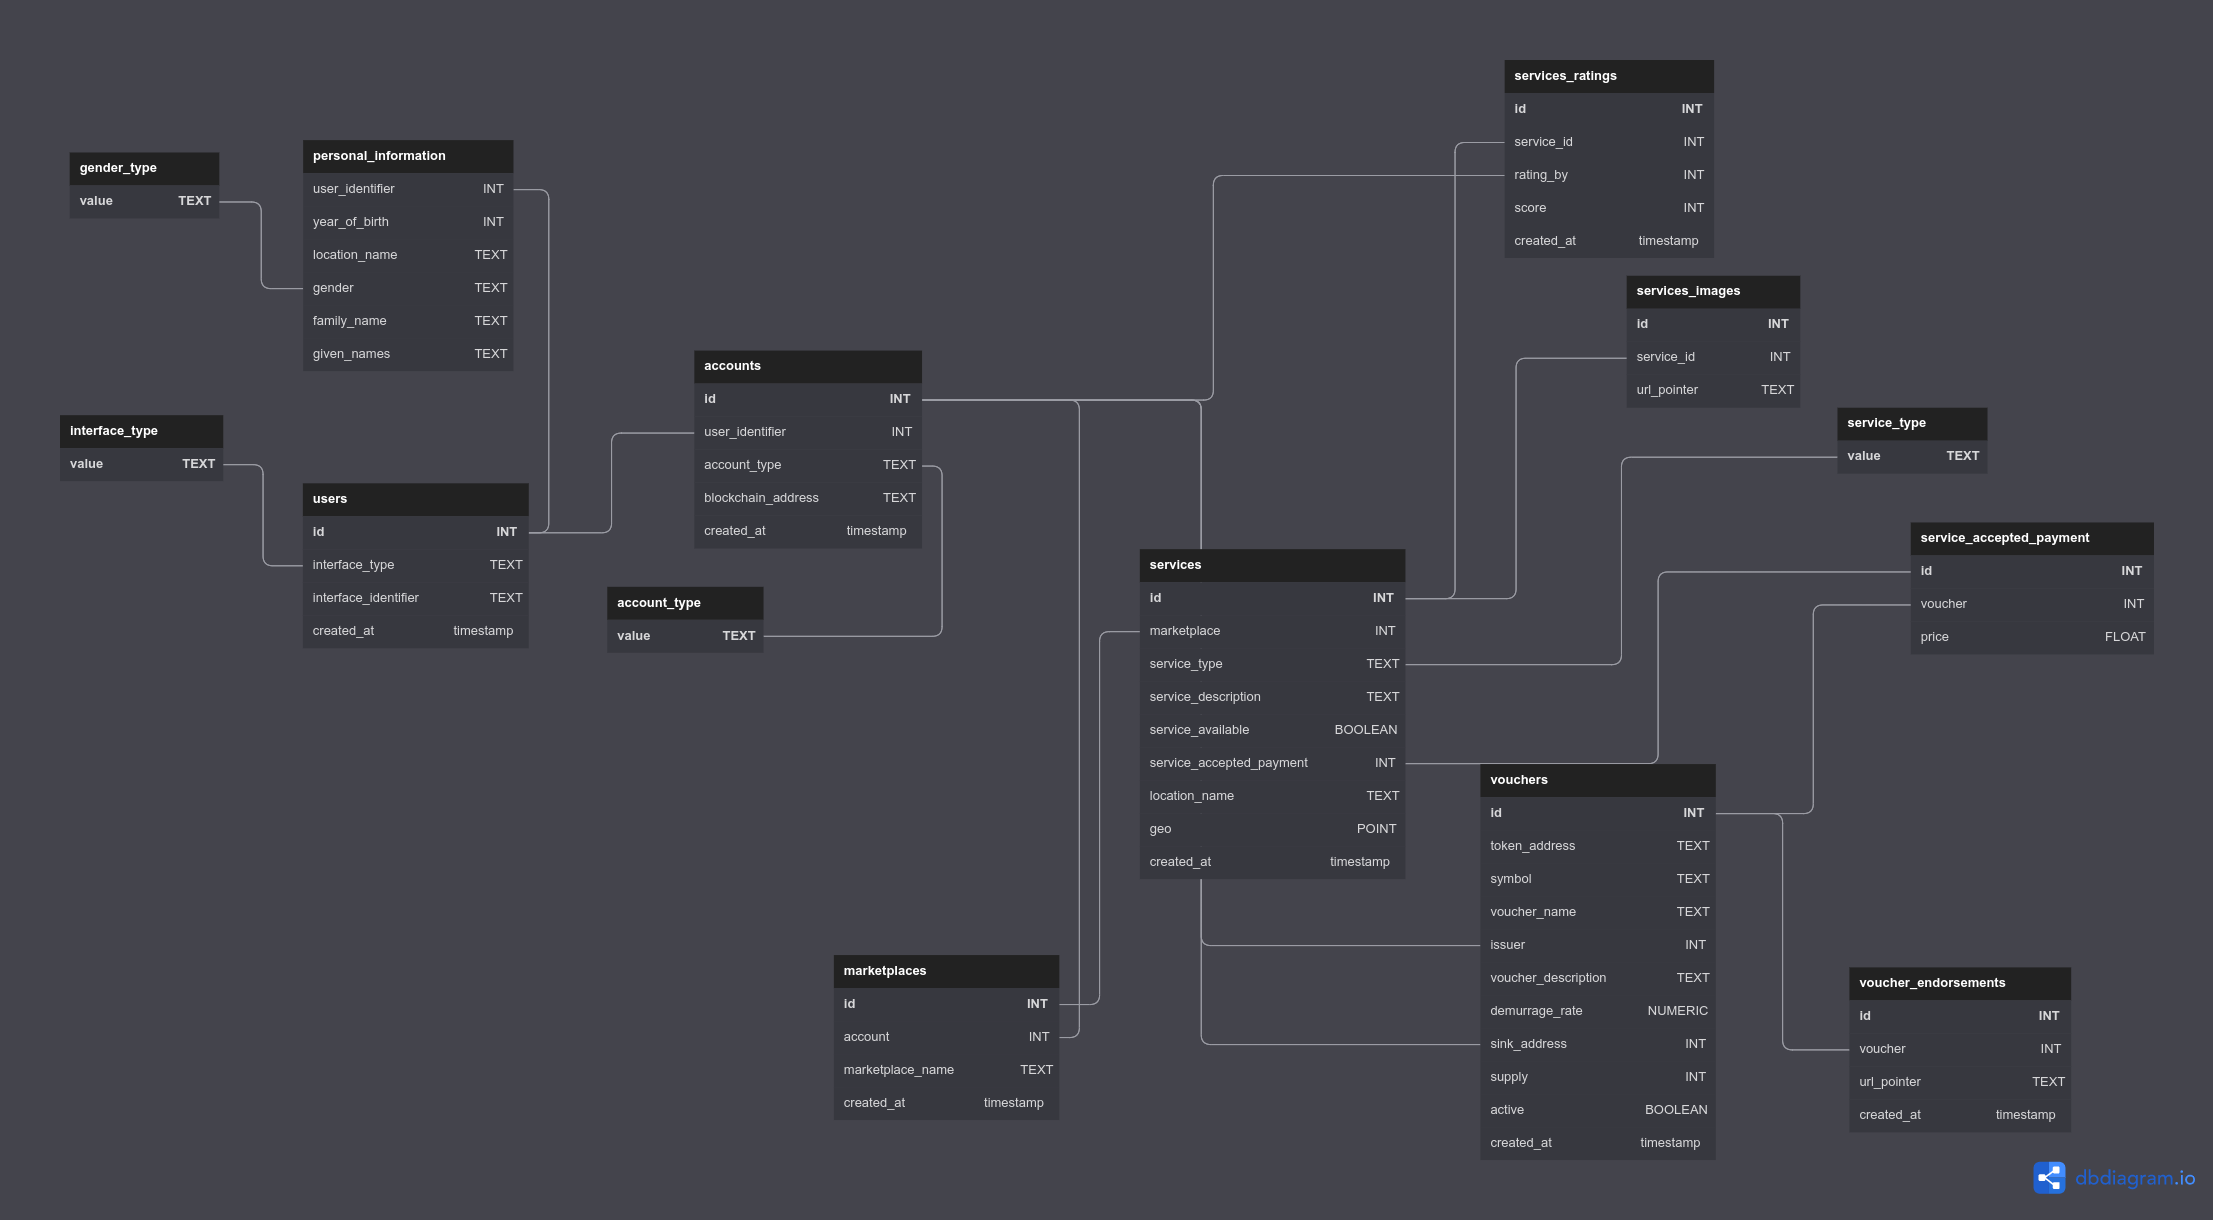 services_ratings
id INT
service_id INT
rating_by INT
score INT
created_at timestamp
gender_type
value TEXT
personal_information
user_identifier INT
year_of_birth INT
location_name TEXT
gender TEXT
family_name TEXT
given_names TEXT
services_images
id INT
service_id INT
url_pointer TEXT
accounts
id INT
user_identifier INT
account_type TEXT
blockchain_address TEXT
created_at timestamp
service_type
value TEXT
interface_type
value TEXT
users
id INT
interface_type TEXT
interface_identifier TEXT
created_at timestamp
account_type
value TEXT
services
id INT
marketplace INT
service_type TEXT
service_description TEXT
service_available BOOLEAN
service_accepted_payment INT
location_name TEXT
geo POINT
created_at timestamp
service_accepted_payment
id INT
voucher INT
price FLOAT
vouchers
id INT
token_address TEXT
symbol TEXT
voucher_name TEXT
issuer INT
voucher_description TEXT
demurrage_rate NUMERIC
sink_address INT
supply INT
active BOOLEAN
created_at timestamp
marketplaces
id INT
account INT
marketplace_name TEXT
created_at timestamp
voucher_endorsements
id INT
voucher INT
url_pointer TEXT
created_at timestamp
dbdiagram.io